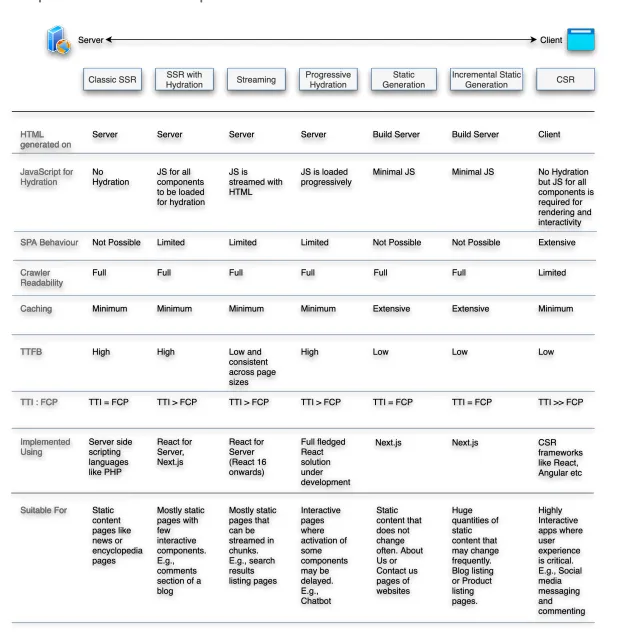 Server
Client
Classic SSR
SSR with
Hydration
Streaming
Progressive
Hydration
Static
Generation
Incremental Static
Generation
CSR
HTML
generated on
Server
Server
Server
Server
Build Server
Build Server
Client
JavaScript for
Hydration
No
Hydration
JS for all
components
to be loaded
for hydration
JS is
streamed with
HTML
JS is loaded
progressively
Minimal JS
Minimal JS
No Hydration
but JS for all
components is
required for
rendering and
interactivity
SPA Behaviour
Not Possible
Limited
Limited
Limited
Not Possible
Not Possible
Extensive
Crawler
Readability
Full
Full
Full
Full
Full
Full
Limited
Caching
Minimum
Minimum
Minimum
Minimum
Extensive
Extensive
Minimum
TTFB
High
High
Low and
consistent
across page
sizes
High
Low
Low
Low
TTI : FCP
TTI = FCP
TTI > FCP
TTI > FCP
TTI > FCP
TTI = FCP
TTI = FCP
TTI >> FCP
Implemented
Using
Server side
scripting
languages
like PHP
React for
Server,
Next.js
React for
Server
(React 16
onwards)
Full fledged
React
solution
under
development
Next.js
Next.js
CSR
frameworks
like React,
Angular etc
Suitable For
Static
content
pages like
news or
encyclopedia
pages
Mostly static
pages with
few
interactive
components.
E.g.,
comments
section of a
blog
Mostly static
pages that
can be
streamed in
chunks.
E.g., search
results
listing pages
Interactive
pages
where
activation of
some
components
may be
delayed.
E.g.,
Chatbot
Static
content that
does not
change
often. About
Us or
Contact us
pages of
websites
Huge
quantities of
static
content that
may change
frequently.
Blog listing
or Product
listing
pages.
Highly
Interactive
apps where
user
experience
is critical.
E.g., Social
media
messaging
and
commenting